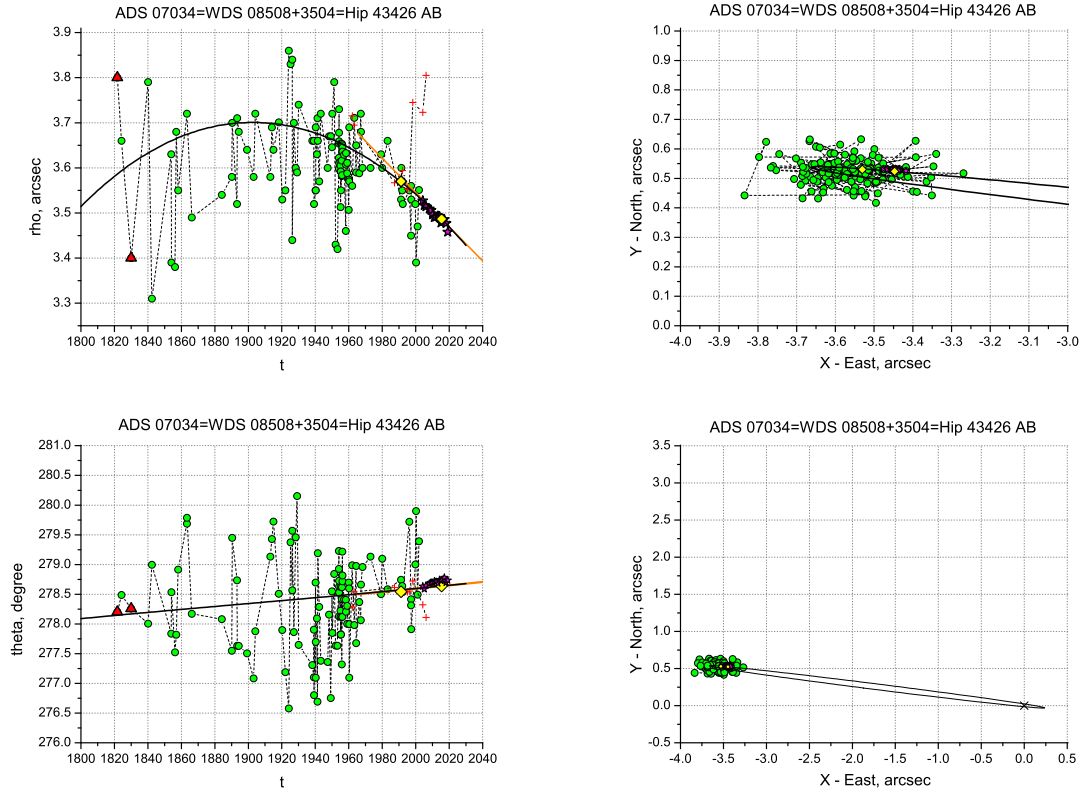 ADS 07034=WDS 08508+3504=Hip 43426 AB
3.9
3.8
3.7
3.6
3.5
3.4
3.3
rho, arcsec
1800 1820 1840 1860 1880 1900 1920 1940 1960 1980 2000 2020 2040
t
ADS 07034=WDS 08508+3504=Hip 43426 AB
1.0
0.9
0.8
0.7
0.6
0.5
0.4
0.3
0.2
0.1
0.0
Y - North, arcsec
-4.0 -3.9 -3.8 -3.7 -3.6 -3.5 -3.4 -3.3 -3.2 -3.1 -3.0
X - East, arcsec
ADS 07034=WDS 08508+3504=Hip 43426 AB
281.0
280.5
280.0
279.5
279.0
278.5
278.0
277.5
277.0
276.5
276.0
theta, degree
1800 1820 1840 1860 1880 1900 1920 1940 1960 1980 2000 2020 2040
t
ADS 07034=WDS 08508+3504=Hip 43426 AB
3.5
3.0
2.5
2.0
1.5
1.0
0.5
0.0
-0.5
Y - North, arcsec
-4.0 -3.5 -3.0 -2.5 -2.0 -1.5 -1.0 -0.5 0.0 0.5
X - East, arcsec